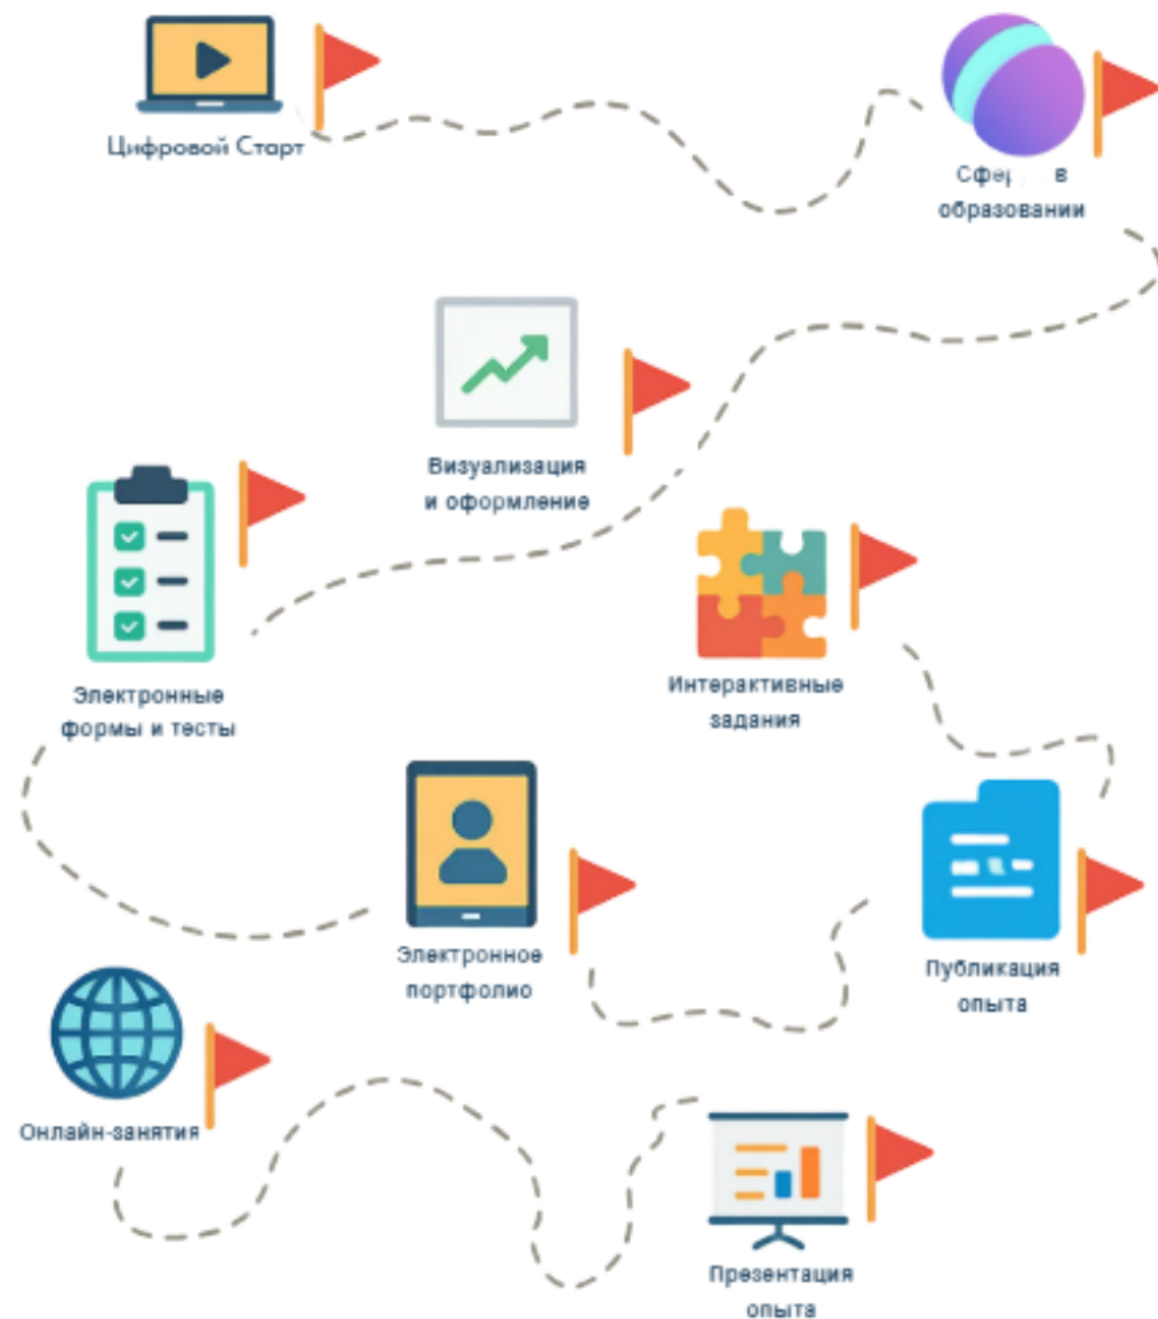 Цифровой Старт
в
образовании
Визуализация
и оформление
Электронные
формы и тесты
Интерактивные
задания
Электронное
портфолио
Публикация
опыта
Онлайн-занятия
Презентация
опыта